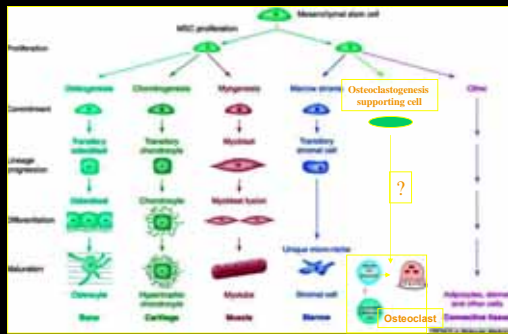 Mesenchymal stem cell
MSC proliferation
Proliferation
Osteogenesis Chondrogenesis Myogenesis Marrow stroma Osteoclastogenesis Other
supporting cell
Commitment
Transitory osteoblast Transitory chondrocyte Myoblast Transitory stromal cell
Lineage progression
?
Osteoblast Chondrocyte Myoblast fusion
Differentiation
Unique micro-niche
Maturation
Osteocyte Hypertrophic chondrocyte Myotube Stromal cell Osteoclast Adipocytes, dermal and other cells
Bone Cartilage Muscle Marrow Connective tissue